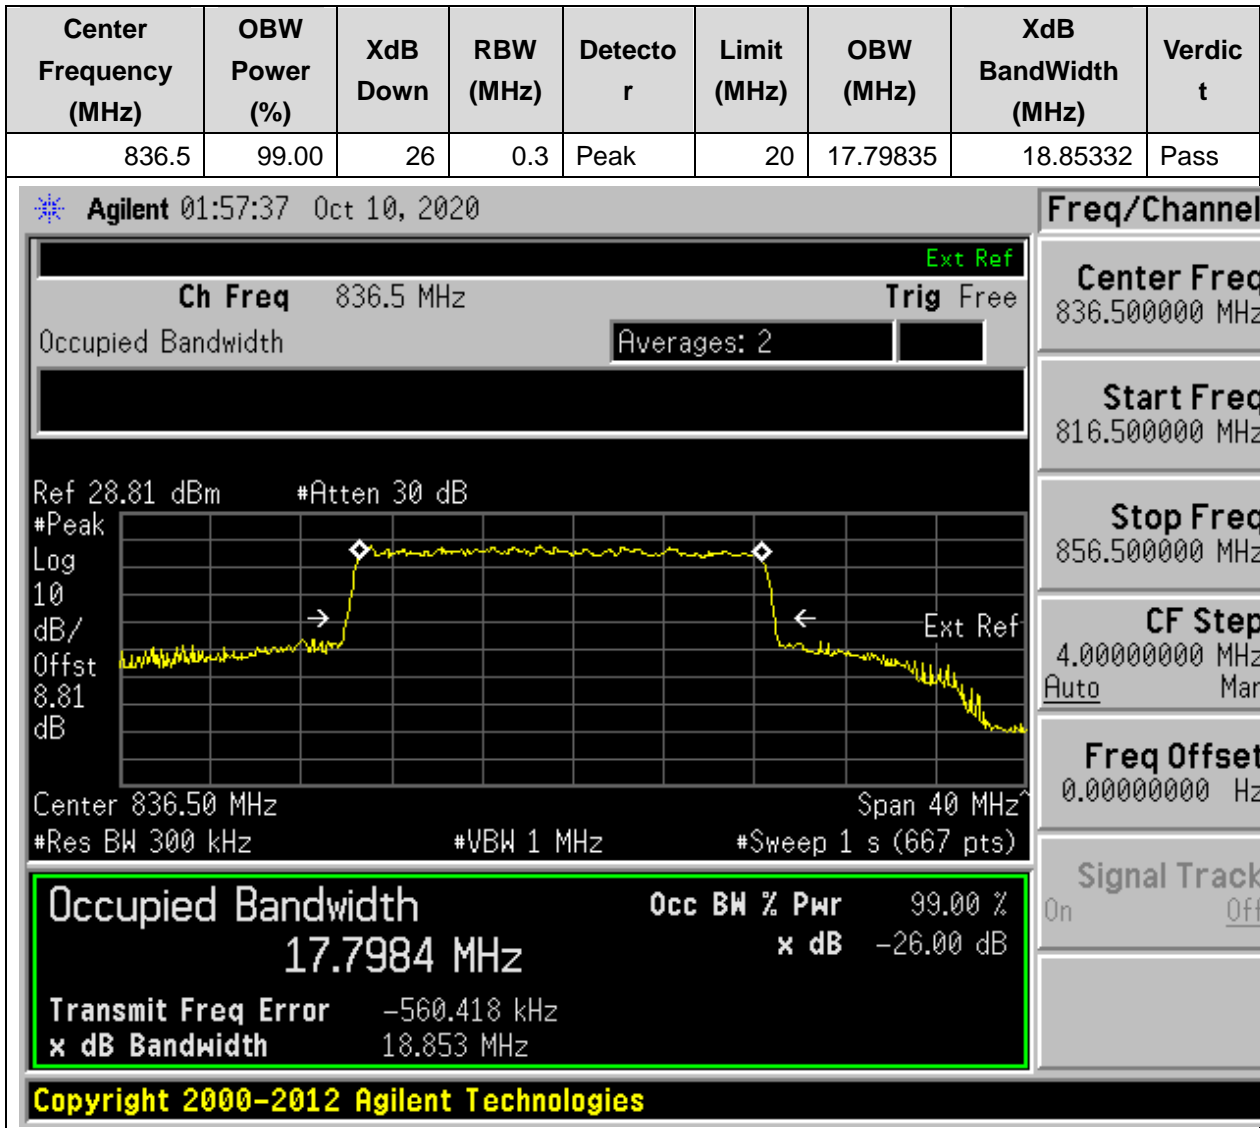 Center Frequency (MHz) OBW Power (%) XdB Down RBW (MHz) Detector Limit (MHz) OBW (MHz) XdB BandWidth (MHz) Verdict
836.5 99.00 26 0.3 Peak 20 17.79835 18.85332 Pass
Agilent 01:57:37 Oct 10, 2020
Freq/Channel
Ext Ref
Ch Freq 836.5 MHz Trig Free
Occupied Bandwidth Averages: 2
Center Freq
836.500000 MHz
Start Freq
816.500000 MHz
Stop Freq
856.500000 MHz
CF Step
4.00000000 MHz
Auto Man
Freq Offset
0.00000000 Hz
Signal Track
On Off
Ref 28.81 dBm #Atten 30 dB
#Peak
Log
10
dB/
Offst
8.81
dB
Ext Ref
Center 836.50 MHz Span 40 MHz^
#Res BW 300 kHz #VBW 1 MHz #Sweep 1 s (667 pts)
Occupied Bandwidth Occ BW % Pwr 99.00 %
17.7984 MHz x dB -26.00 dB
Transmit Freq Error -560.418 kHz
x dB Bandwidth 18.853 MHz
Copyright 2000-2012 Agilent Technologies